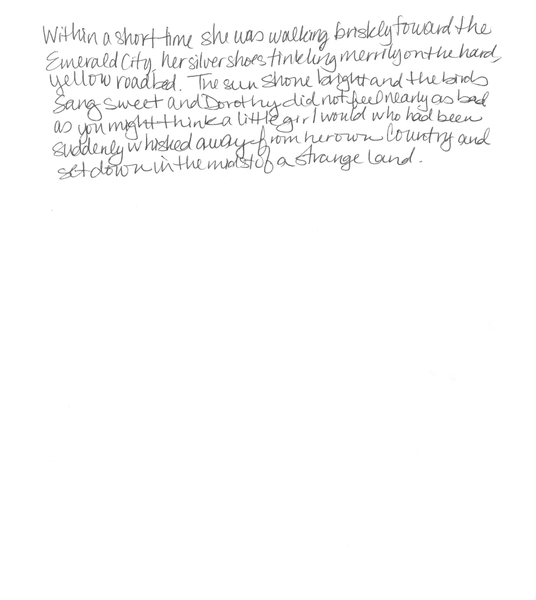 Within a short time she was walking briskly toward the
Emerald City, her silver shoes tinkling merrily on the hard,
yellow roadbed. The sun shone bright and the birds
sang sweet and Dorothy did not feel nearly as bad
as you might think a little girl would who had been
suddenly whisked away from her own country and
set down in the midst of a strange land.